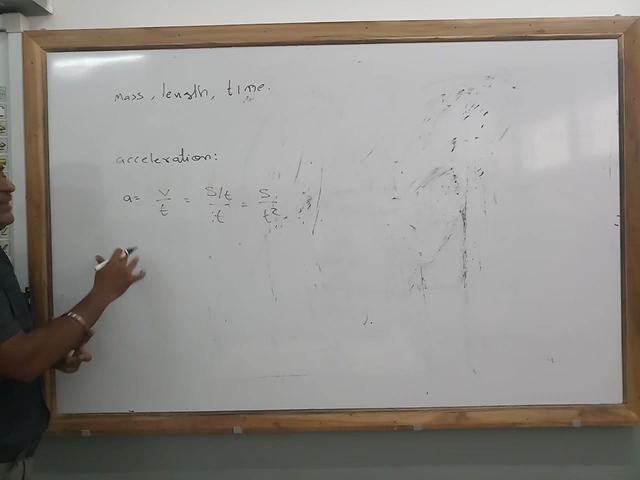 mass, length, time.
acceleration:
a= v/t = s/t/t = s/t²